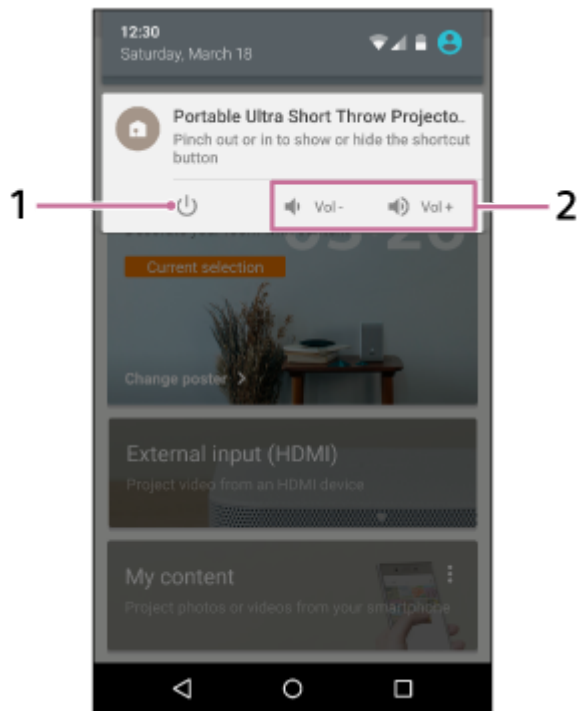 12:30
Saturday, March 18
Portable Ultra Short Throw Projecto..
Pinch out or in to show or hide the shortcut
button
1
Vol-
Vol+
2
Current selection
Change poster >
External input (HDMI)
Project video from an HDMI device
My content
Project photos or videos from your smartphone